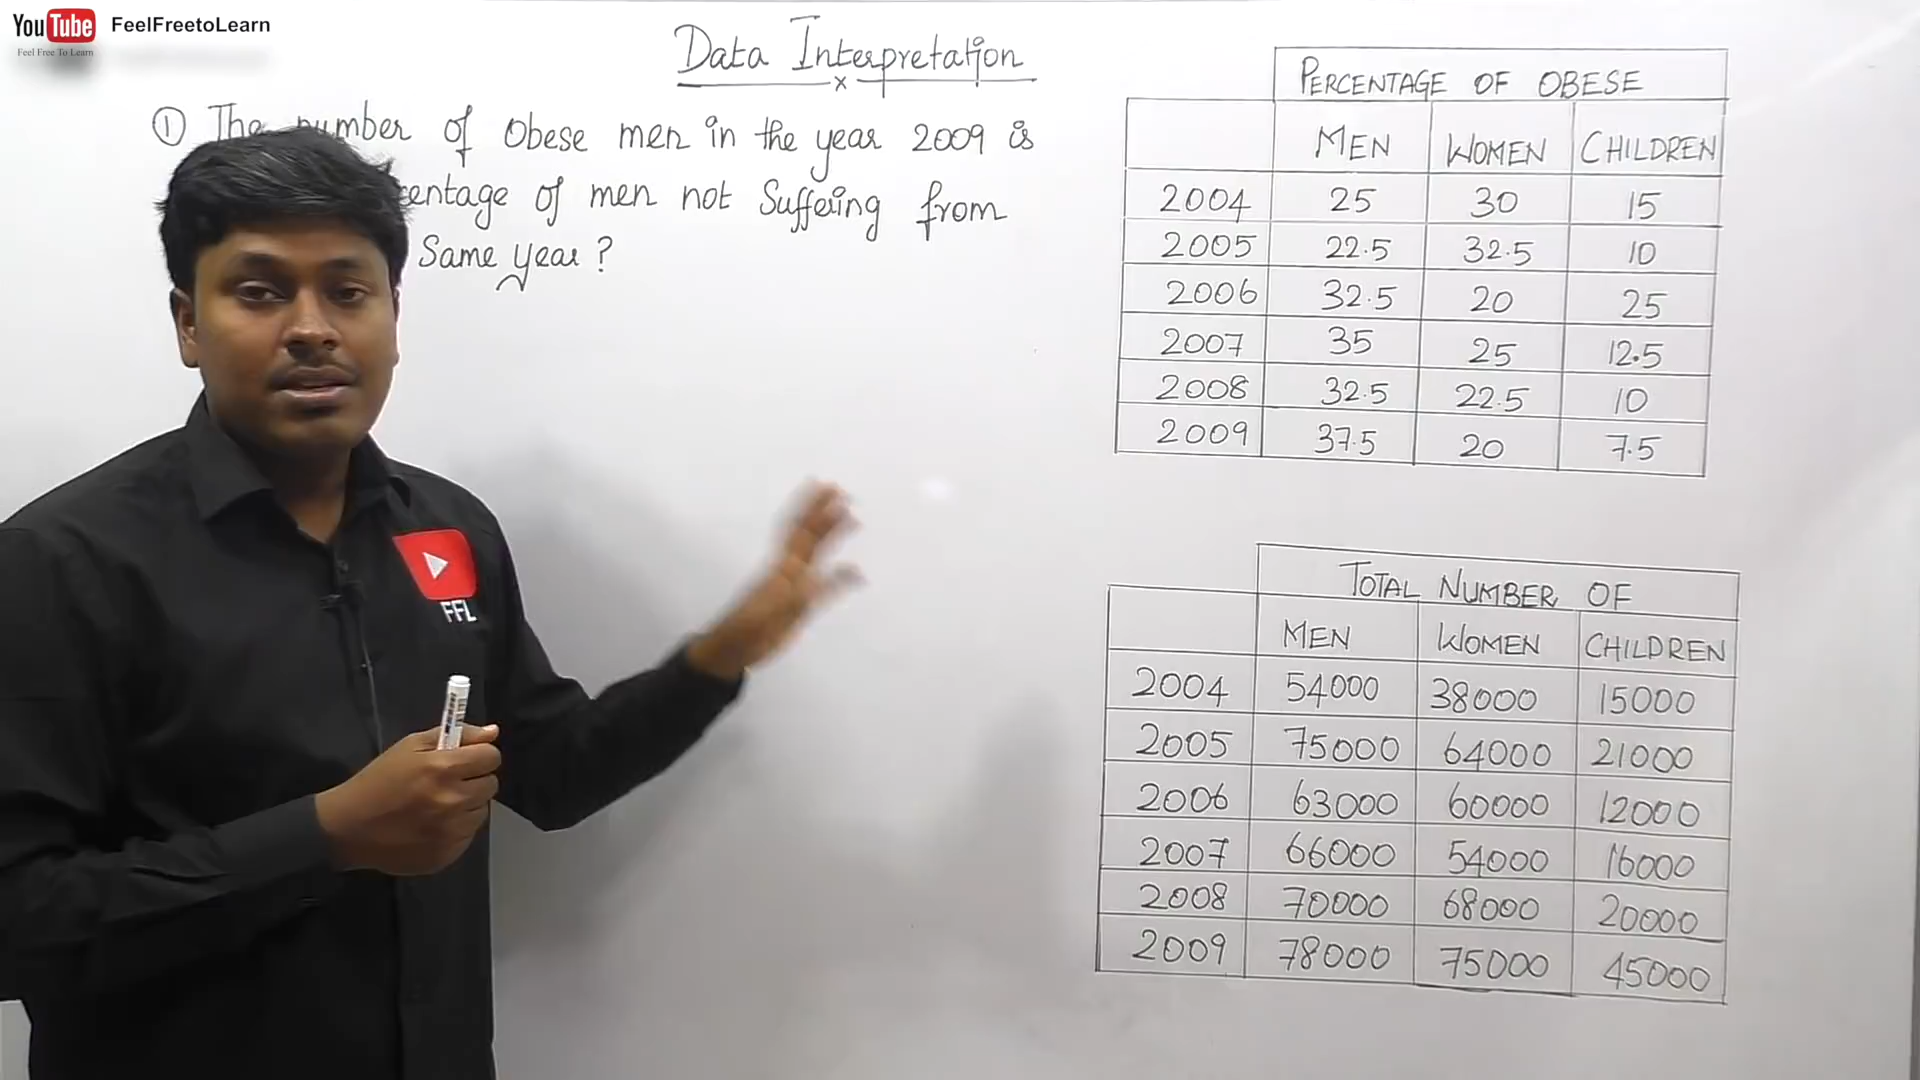 YouTube FeelFreetoLearn
Feel Free To Learn
Data Interpretation
x
① The number of Obese men in the year 2009 is
centage of men not Suffering from
Same year ?
PERCENTAGE OF OBESE
MEN WOMEN CHILDREN
2004 25 30 15
2005 22.5 32.5 10
2006 32.5 20 25
2007 35 25 12.5
2008 32.5 22.5 10
2009 37.5 20 7.5
FFL
TOTAL NUMBER OF
MEN WOMEN CHILDREN
2004 54000 38000 15000
2005 75000 64000 21000
2006 63000 60000 12000
2007 66000 54000 16000
2008 70000 68000 20000
2009 78000 75000 45000